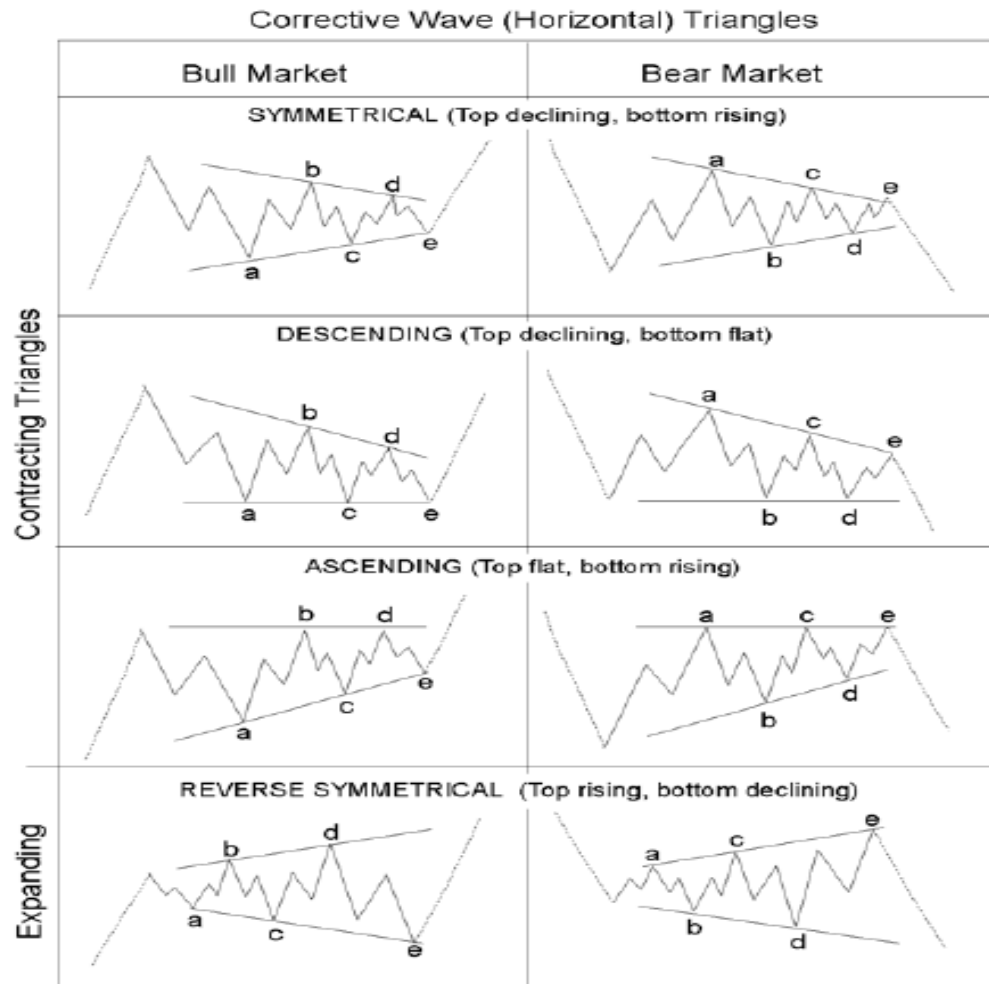 Corrective Wave (Horizontal) Triangles
Bull Market
Bear Market
Contracting Triangles
SYMMETRICAL (Top declining, bottom rising)
b
d
a
c
e
a
c
e
b
d
DESCENDING (Top declining, bottom flat)
b
d
a
c
e
a
c
e
b
d
ASCENDING (Top flat, bottom rising)
b
d
a
c
e
a
c
e
b
d
Expanding
REVERSE SYMMETRICAL (Top rising, bottom declining)
b
d
a
c
e
a
c
e
b
d